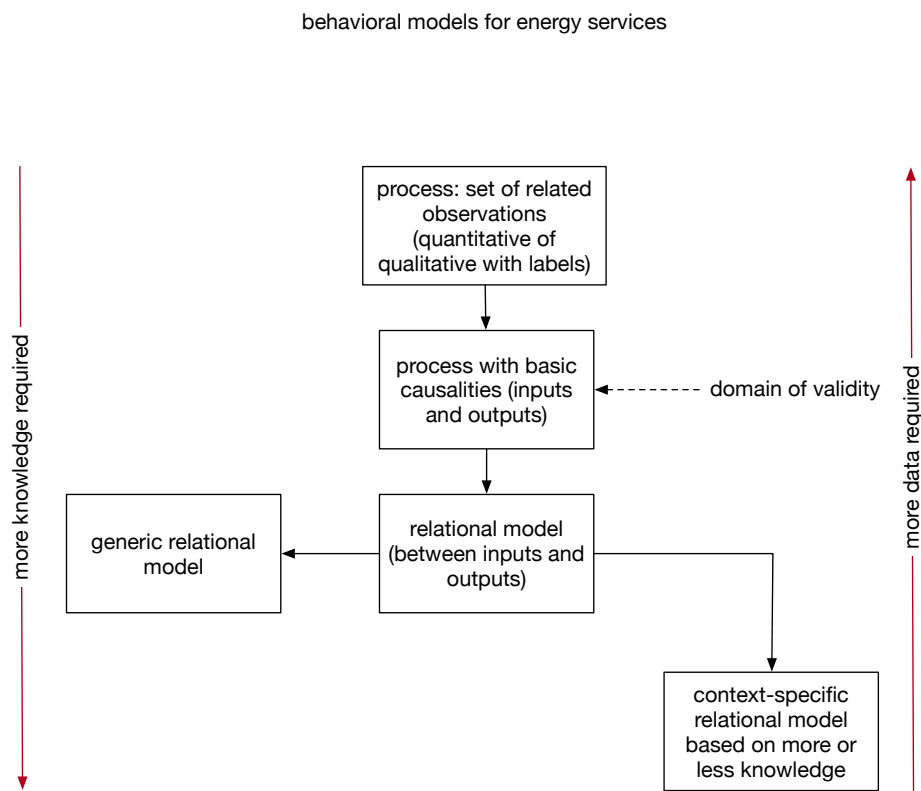 behavioral models for energy services
process: set of related
observations
(quantitative of
qualitative with labels)
more knowledge required
process with basic
causalities (inputs
and outputs)
domain of validity
more data required
generic relational
model
relational model
(between inputs and
outputs)
context-specific
relational model
based on more or
less knowledge